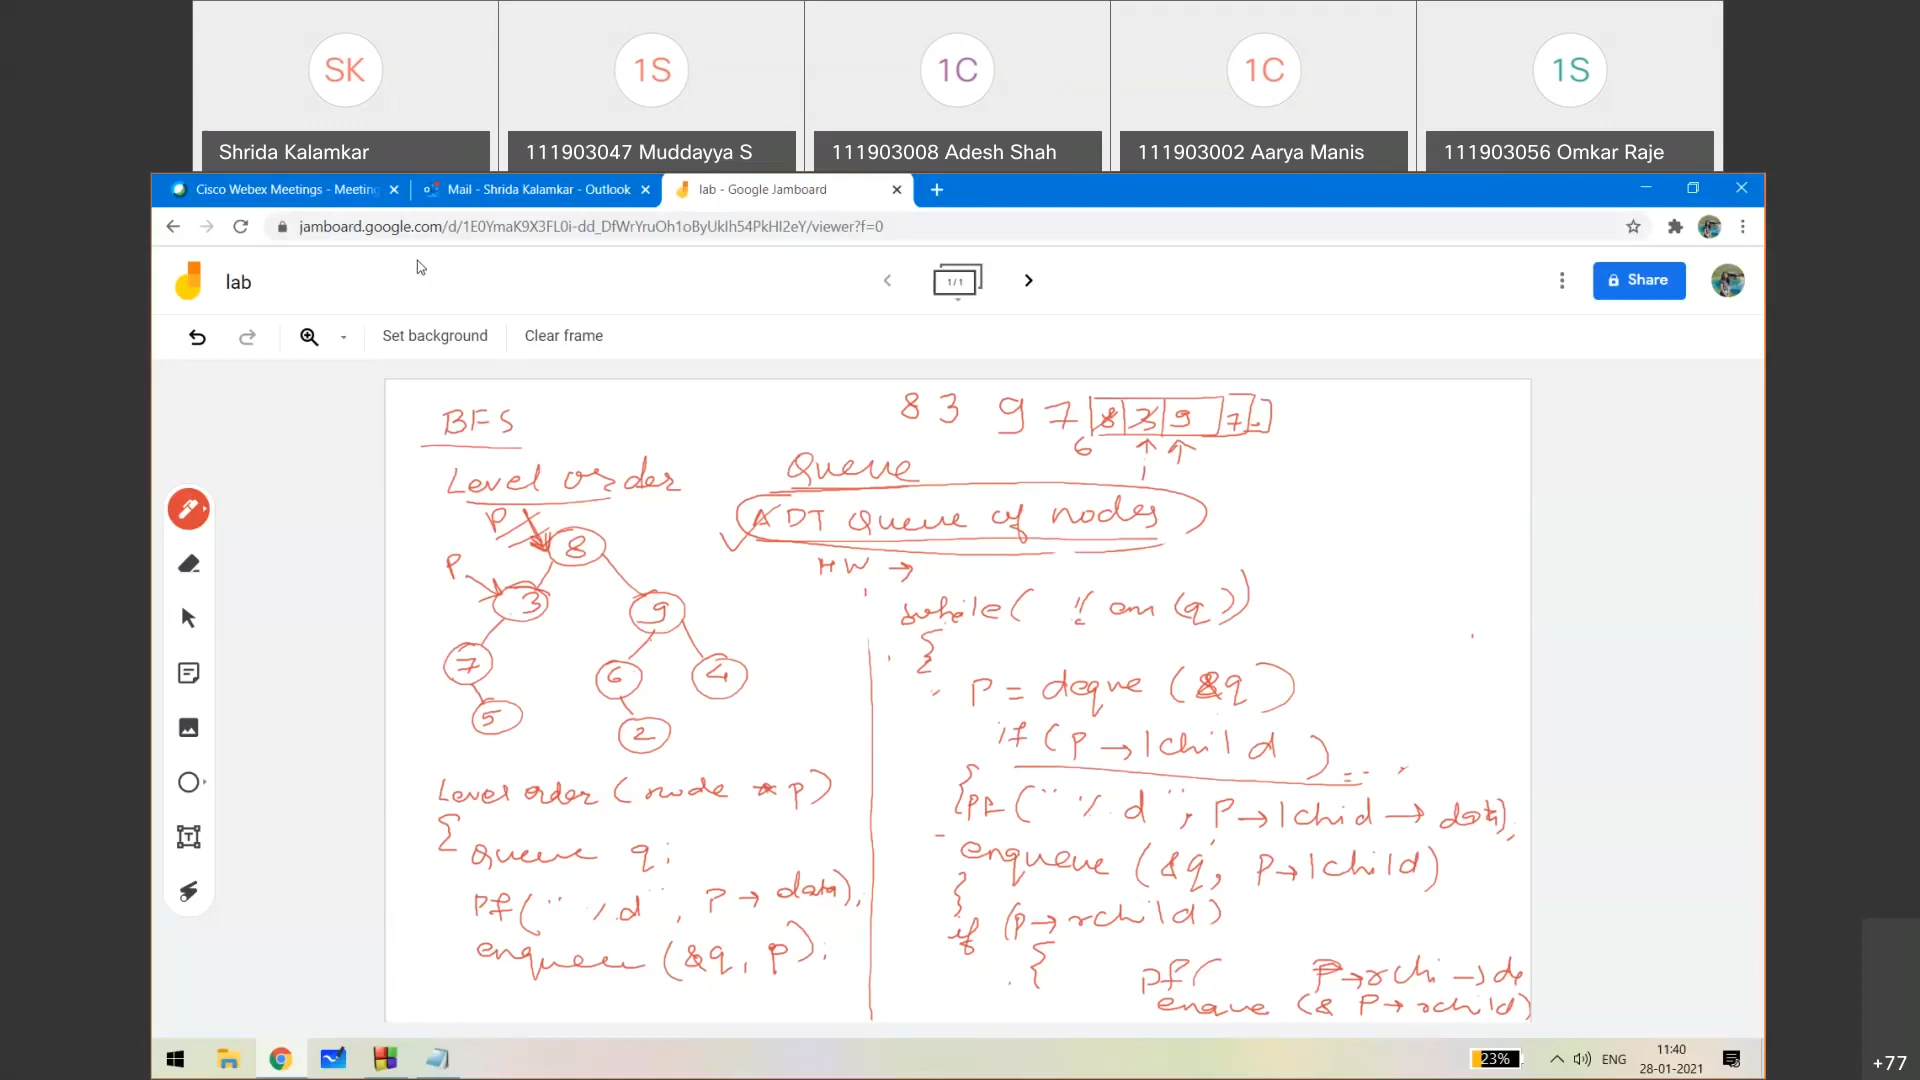 SK
1S
1C
1C
1S
Shrida Kalamkar
111903047 Muddayya S
111903008 Adesh Shah
111903002 Aarya Manis
111903056 Omkar Raje
Cisco Webex Meetings - Meeting
Mail - Shrida Kalamkar - Outlook
lab - Google Jamboard
jamboard.google.com/d/1E0YmaK9X3FL0i-dd_DfWrYruOh1oByUkIh54PkHI2eY/viewer?f=0
lab
1/1
Share
Set background
Clear frame
BFS
8 3 9 7 8 3 9 7
6
Level order
Queue
ADT Queue of nodes
HW →
P
8
P
3
9
7
6
4
5
2
Level order (node * p)
{
Queue q;
pf("%d", P → data);
enqueue (&q, p);
while( ! em (q))
{
P = deque (&q)
if (P → lchild)
{pf ("%d", P→lchid → data);
enqueue (&q, P→lchild)
}
if (P→rchild)
{
pf( P→rchi → da
enque (& P→ rchild)
23%
ENG
11:40
28-01-2021
+77